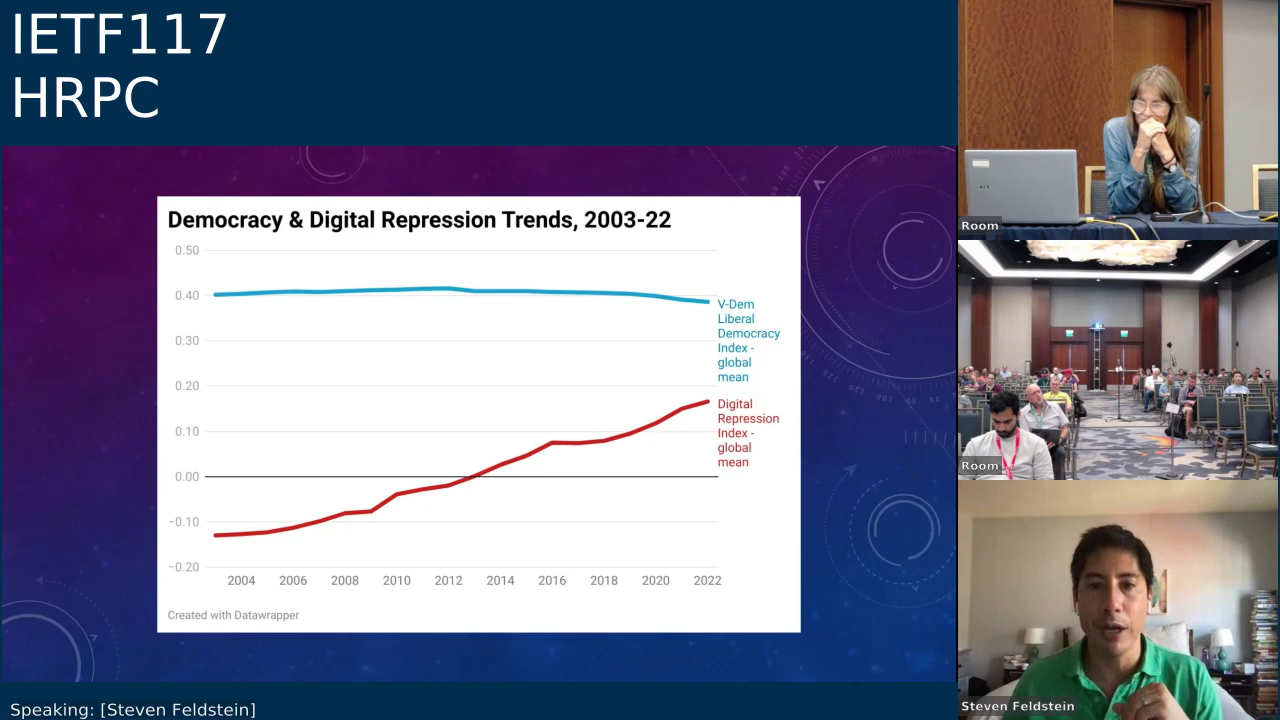 IETF117
HRPC
Democracy & Digital Repression Trends, 2003-22
0.50
0.40
0.30
0.20
0.10
0.00
−0.10
−0.20
V-Dem
Liberal
Democracy
Index -
global
mean
Digital
Repression
Index -
global
mean
2004 2006 2008 2010 2012 2014 2016 2018 2020 2022
Created with Datawrapper
Speaking: [Steven Feldstein]
Room
Room
Steven Feldstein